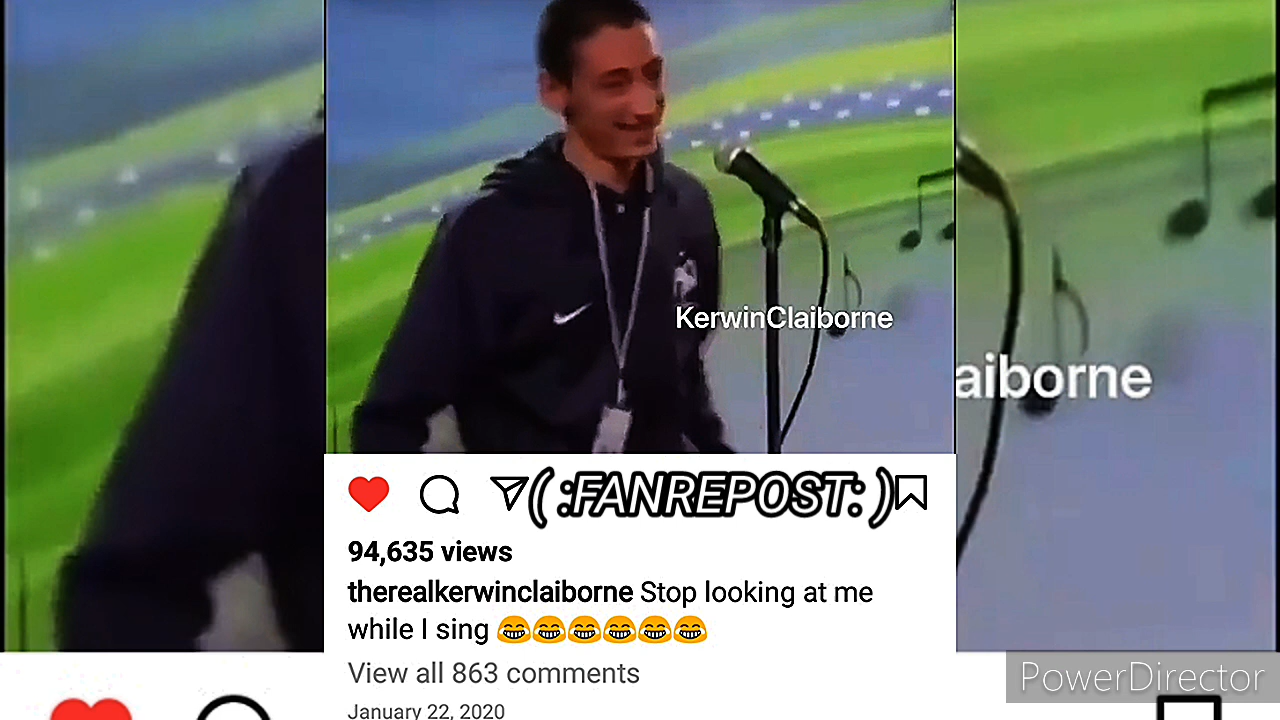 KerwinClaiborne
aiborne
( :FANREPOST: )
94,635 views
therealkerwinclaiborne Stop looking at me
while I sing 😂😂😂😂😂😂
View all 863 comments
January 22, 2020
PowerDirector